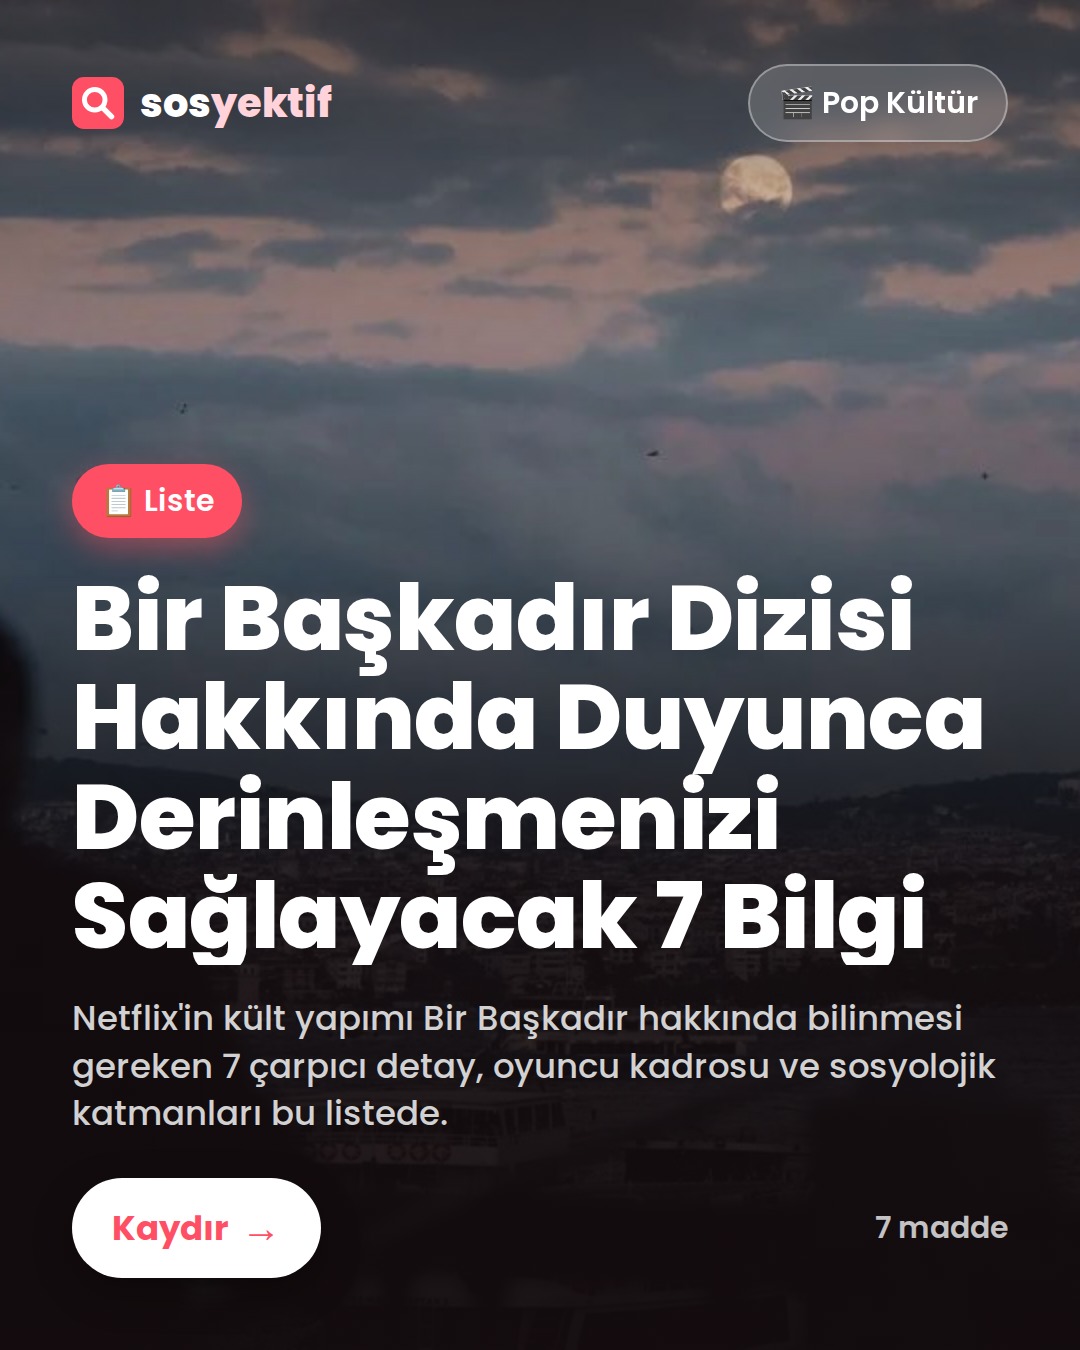 sosyektif
🎬 Pop Kültür
📋 Liste
Bir Başkadır Dizisi
Hakkında Duyunca
Derinleşmenizi
Sağlayacak 7 Bilgi
Netflix'in kült yapımı Bir Başkadır hakkında bilinmesi
gereken 7 çarpıcı detay, oyuncu kadrosu ve sosyolojik
katmanları bu listede.
Kaydır →
7 madde